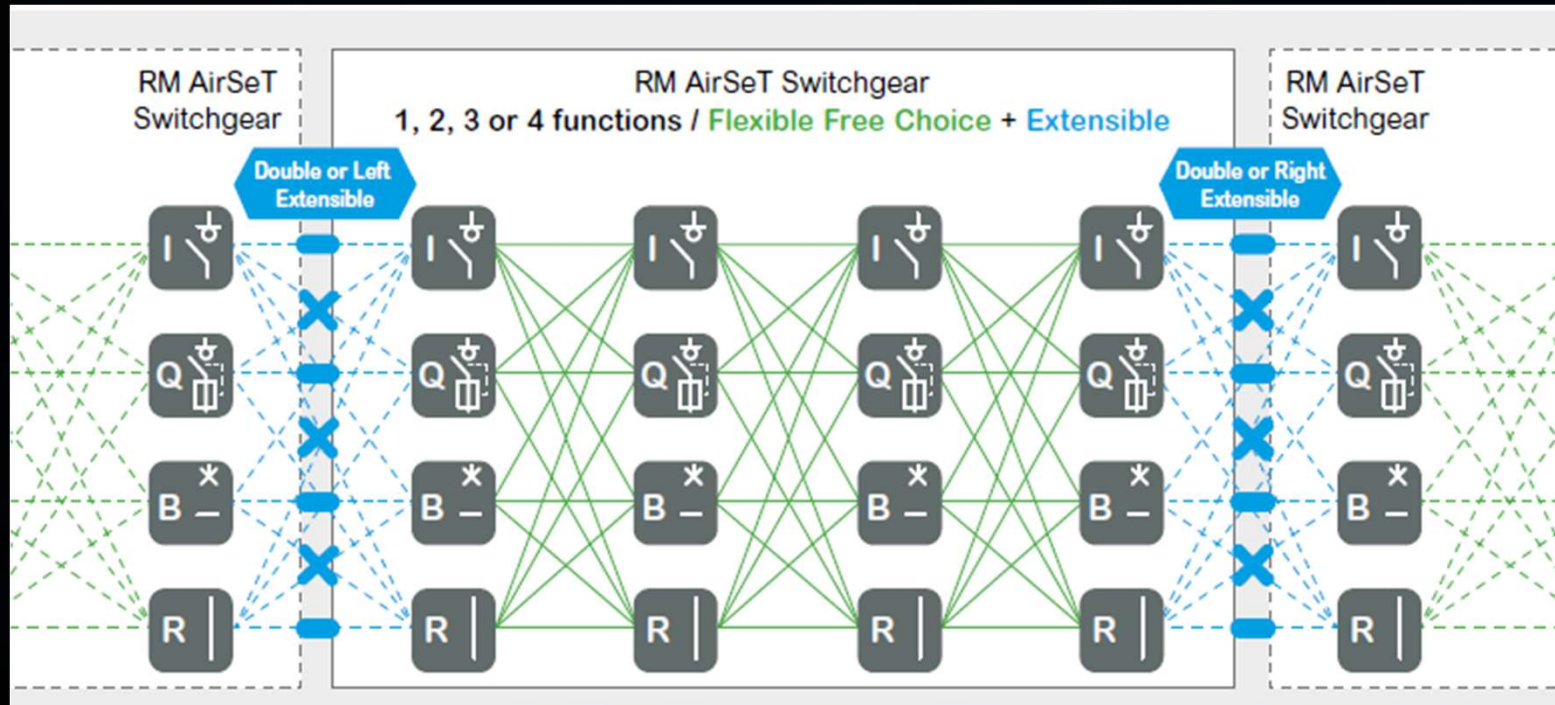 RM AirSeT
Switchgear
RM AirSeT Switchgear
1, 2, 3 or 4 functions / Flexible Free Choice + Extensible
RM AirSeT
Switchgear
Double or Left
Extensible
Double or Right
Extensible
I I I I I I
Q Q Q Q Q Q
B B B B B B
R R R R R R